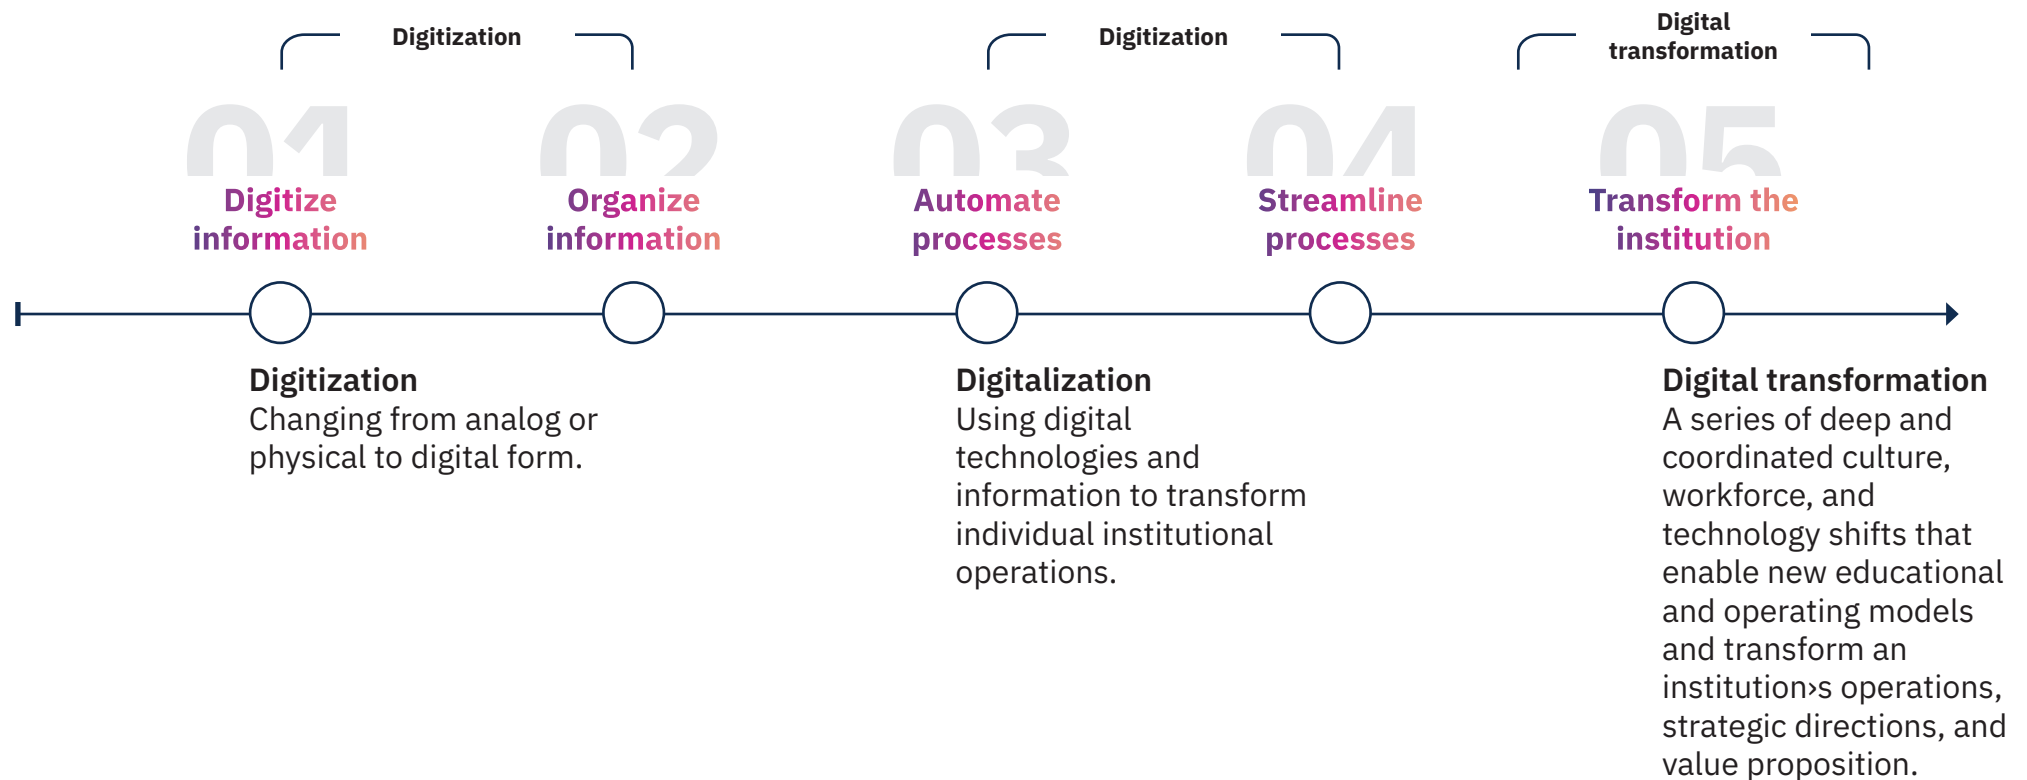 Digitization
Digitization
Digital
transformation
01
02
03
04
05
Digitize
information
Organize
information
Automate
processes
Streamline
processes
Transform the
institution
Digitization
Changing from analog or
physical to digital form.
Digitalization
Using digital
technologies and
information to transform
individual institutional
operations.
Digital transformation
A series of deep and
coordinated culture,
workforce, and
technology shifts that
enable new educational
and operating models
and transform an
institution›s operations,
strategic directions, and
value proposition.